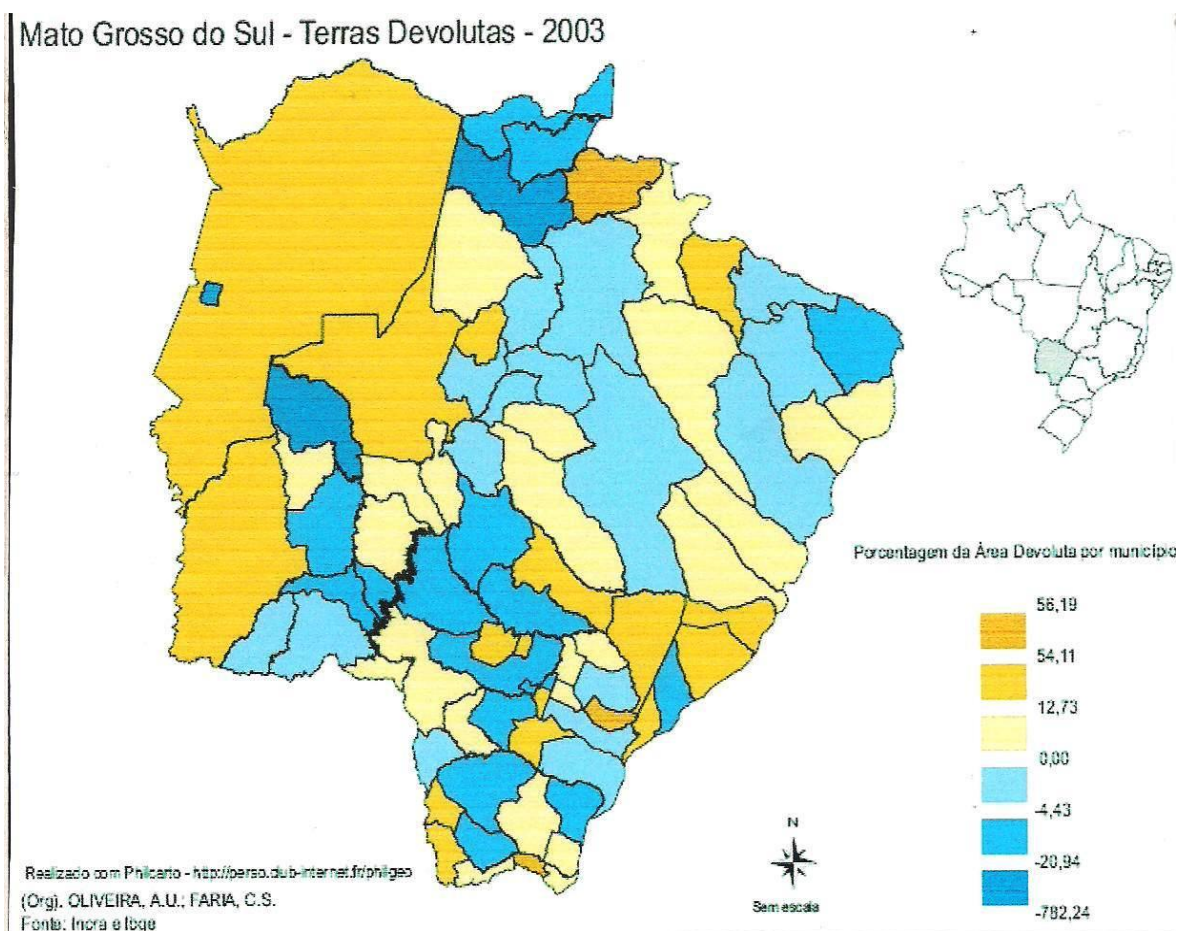 Mato Grosso do Sul - Terras Devolutas - 2003
Porcentagem da Área Devoluta por município
56,19
54,11
12,73
0,00
-4,43
-20,94
-782,24
N
Sem escala
Realizado com Philcarto - http://perso.club-internet.fr/philgeo
(Org). OLIVEIRA, A.U.; FARIA, C.S.
Fonte: Incra e Ibge